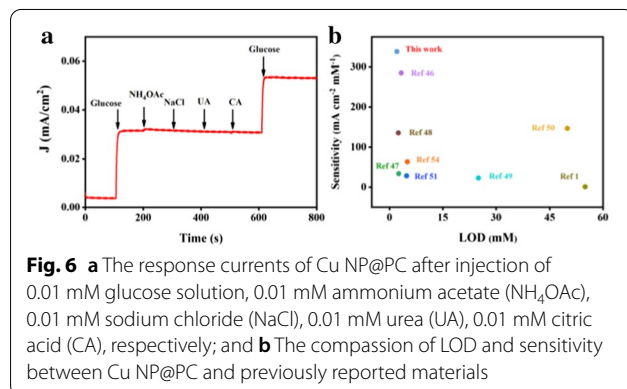 a
b
0.06
0.04
0.02
0.00
J (mA/cm²)
Glucose
NH₄OAc
NaCl
UA
CA
Glucose
0
200
400
600
800
Time (s)
300
200
100
0
Sensitivity (mA cm⁻² mM⁻¹)
This work
Ref 46
Ref 48
Ref 50
Ref 54
Ref 47
Ref 51
Ref 49
Ref 1
0
15
30
45
60
LOD (mM)
Fig. 6 a The response currents of Cu NP@PC after injection of
0.01 mM glucose solution, 0.01 mM ammonium acetate (NH₄OAc),
0.01 mM sodium chloride (NaCl), 0.01 mM urea (UA), 0.01 mM citric
acid (CA), respectively; and b The compassion of LOD and sensitivity
between Cu NP@PC and previously reported materials